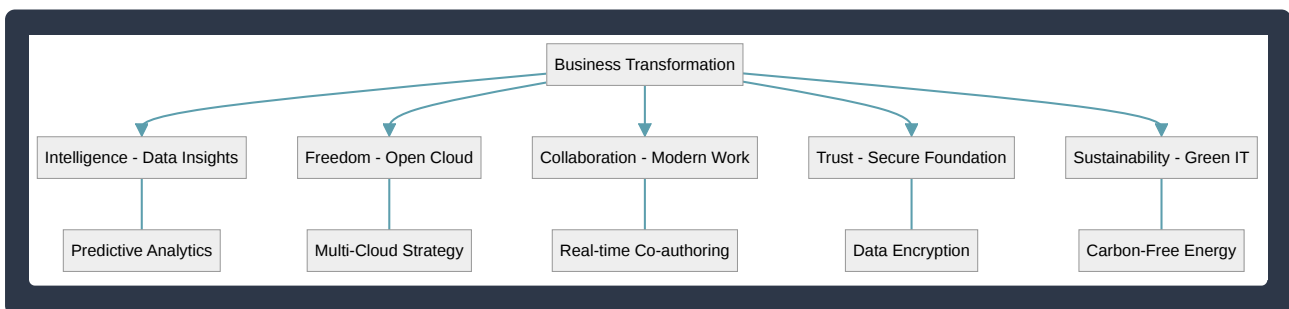 Business Transformation
Intelligence - Data Insights
Freedom - Open Cloud
Collaboration - Modern Work
Trust - Secure Foundation
Sustainability - Green IT
Predictive Analytics
Multi-Cloud Strategy
Real-time Co-authoring
Data Encryption
Carbon-Free Energy